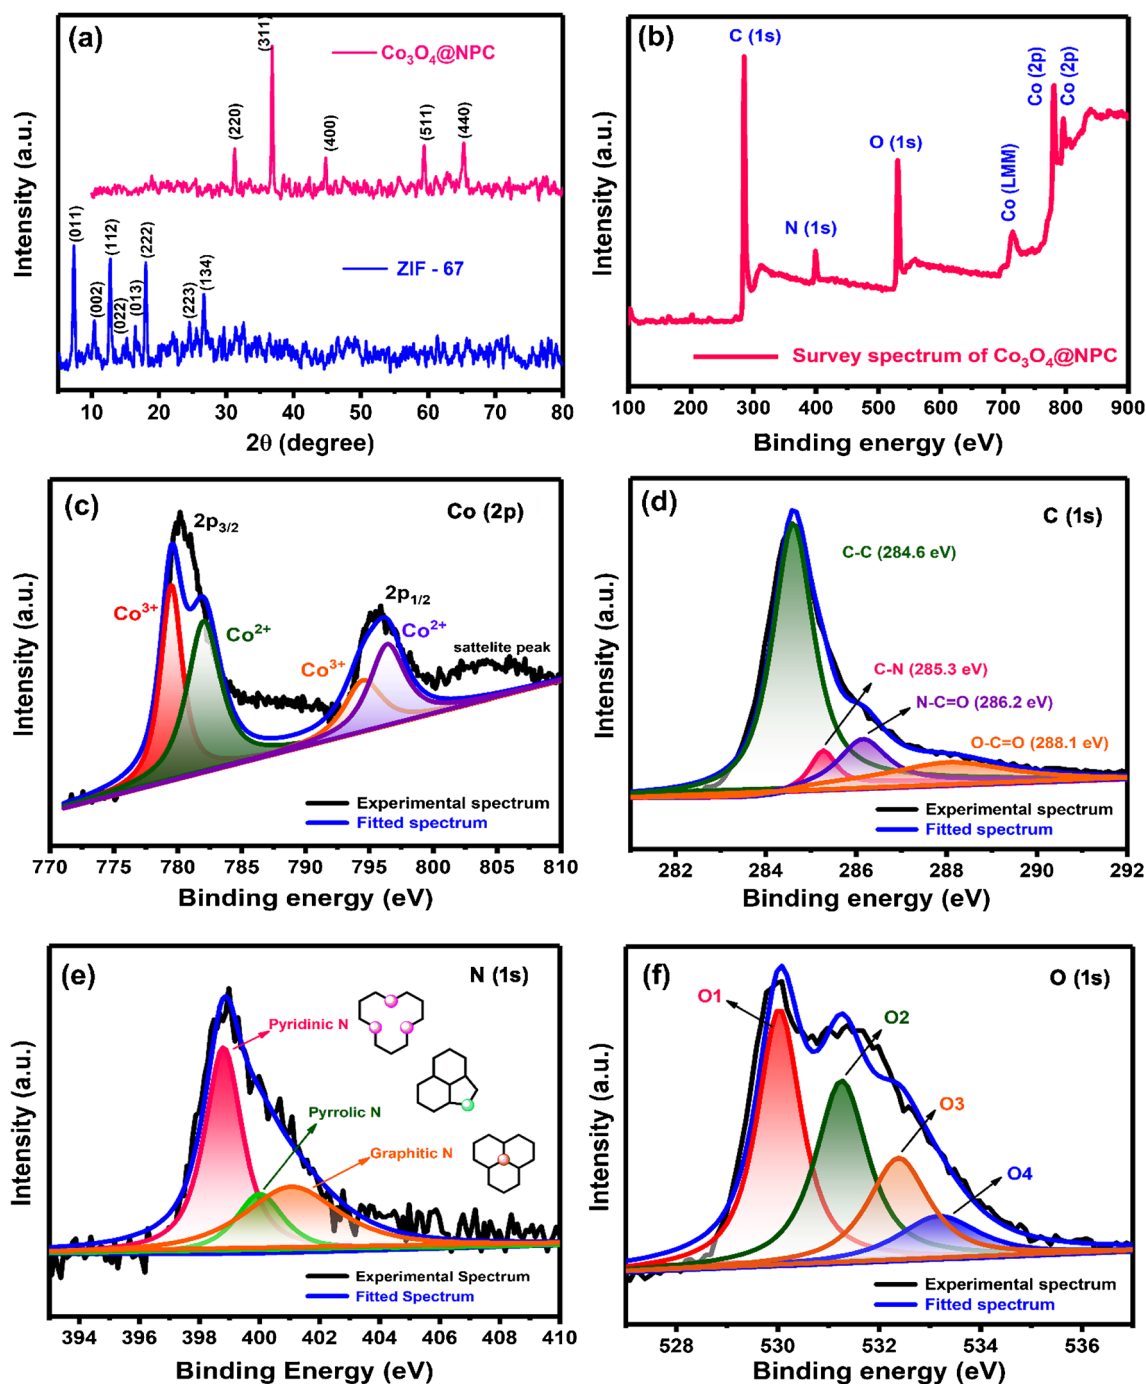 (a)
Co₃O₄@NPC
(220)
(311)
(400)
(511)
(440)
ZIF - 67
(011)
(002)
(112)
(022)
(013)
(222)
(223)
(134)
Intensity (a.u.)
10 20 30 40 50 60 70 80
2θ (degree)
(b)
C (1s)
N (1s)
O (1s)
Co (LMM)
Co (2p)
Co (2p)
Survey spectrum of Co₃O₄@NPC
Intensity (a.u.)
100 200 300 400 500 600 700 800 900
Binding energy (eV)
(c)
Co (2p)
2p3/2
Co³⁺
Co²⁺
2p1/2
Co³⁺
Co²⁺
sattelite peak
Experimental spectrum
Fitted spectrum
Intensity (a.u.)
770 775 780 785 790 795 800 805 810
Binding energy (eV)
(d)
C (1s)
C-C (284.6 eV)
C-N (285.3 eV)
N-C=O (286.2 eV)
O-C=O (288.1 eV)
Experimental spectrum
Fitted spectrum
Intensity (a.u.)
282 284 286 288 290 292
Binding energy (eV)
(e)
N (1s)
Pyridinic N
Pyrrolic N
Graphitic N
Experimental Spectrum
Fitted Spectrum
Intensity (a.u.)
394 396 398 400 402 404 406 408 410
Binding Energy (eV)
(f)
O (1s)
O1
O2
O3
O4
Experimental spectrum
Fitted spectrum
Intensity (a.u.)
528 530 532 534 536
Binding energy (eV)